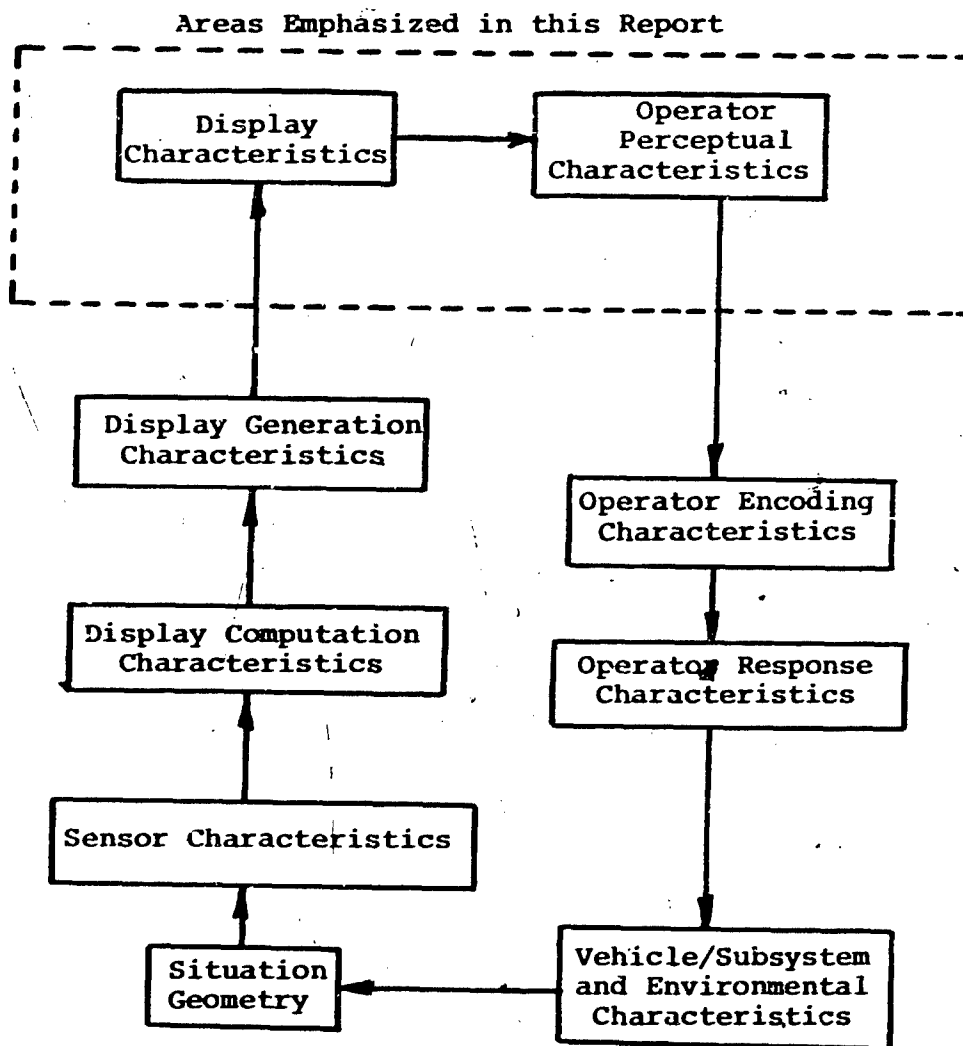 Areas Emphasized in this Report
Display
Characteristics
Operator
Perceptual
Characteristics
Display Generation
Characteristics
Operator Encoding
Characteristics
Display Computation
Characteristics
Operator Response
Characteristics
Sensor Characteristics
Situation
Geometry
Vehicle/Subsystem
and Environmental
Characteristics